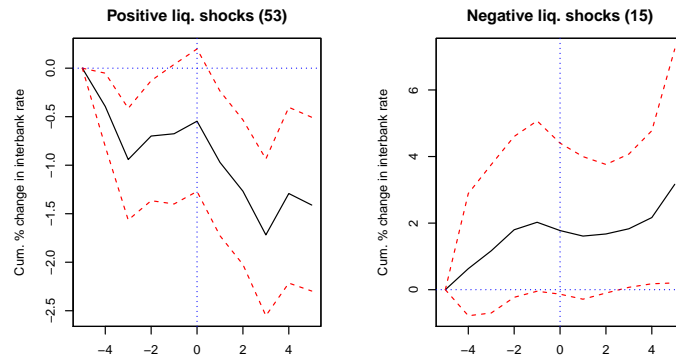 Positive liq. shocks (53)
Cum. % change in interbank rate
0.0
−0.5
−1.0
−1.5
−2.0
−2.5
−4 −2 0 2 4
Negative liq. shocks (15)
Cum. % change in interbank rate
6
4
2
0
−4 −2 0 2 4